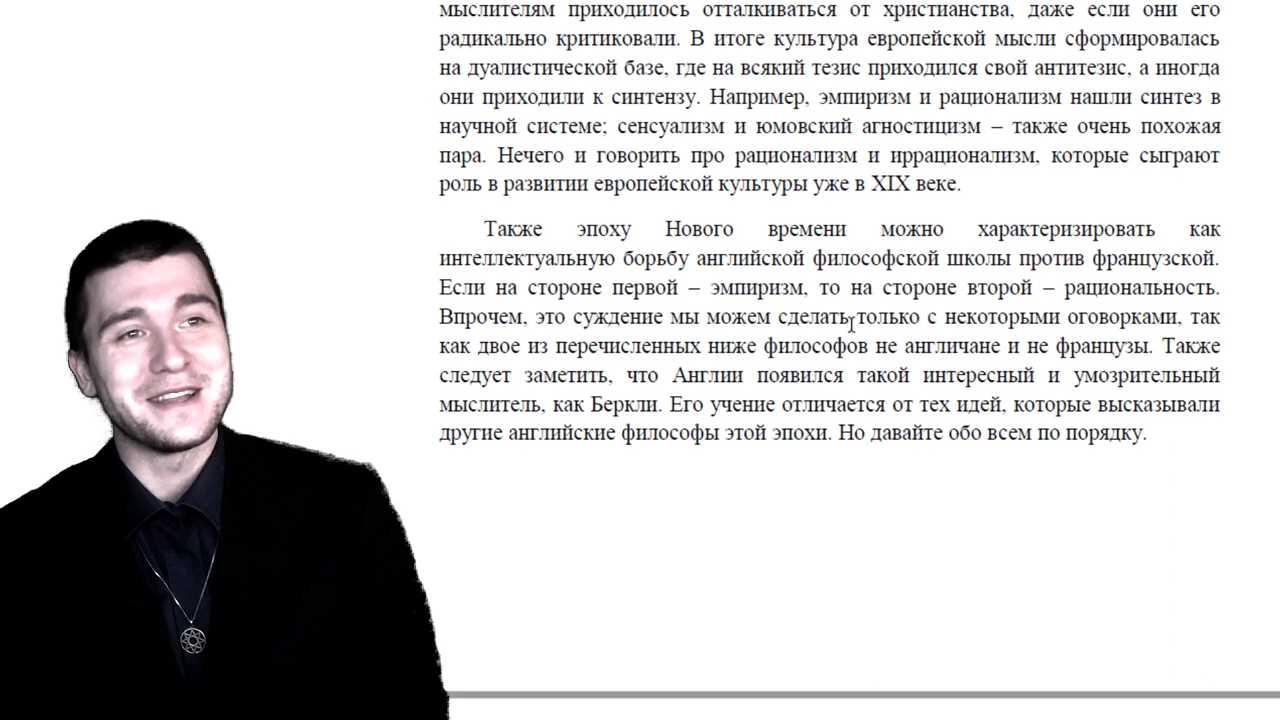 мыслителям приходилось отталкиваться от христианства, даже если они его
радикально критиковали. В итоге культура европейской мысли сформировалась
на дуалистической базе, где на всякий тезис приходился свой антитезис, а иногда
они приходили к синтензу. Например, эмпиризм и рационализм нашли синтез в
научной системе; сенсуализм и юмовский агностицизм – также очень похожая
пара. Нечего и говорить про рационализм и иррационализм, которые сыграют
роль в развитии европейской культуры уже в XIX веке.
Также эпоху Нового времени можно характеризировать как
интеллектуальную борьбу английской философской школы против французской.
Если на стороне первой – эмпиризм, то на стороне второй – рациональность.
Впрочем, это суждение мы можем сделать только с некоторыми оговорками, так
как двое из перечисленных ниже философов не англичане и не французы. Также
следует заметить, что Англии появился такой интересный и умозрительный
мыслитель, как Беркли. Его учение отличается от тех идей, которые высказывали
другие английские философы этой эпохи. Но давайте обо всем по порядку.